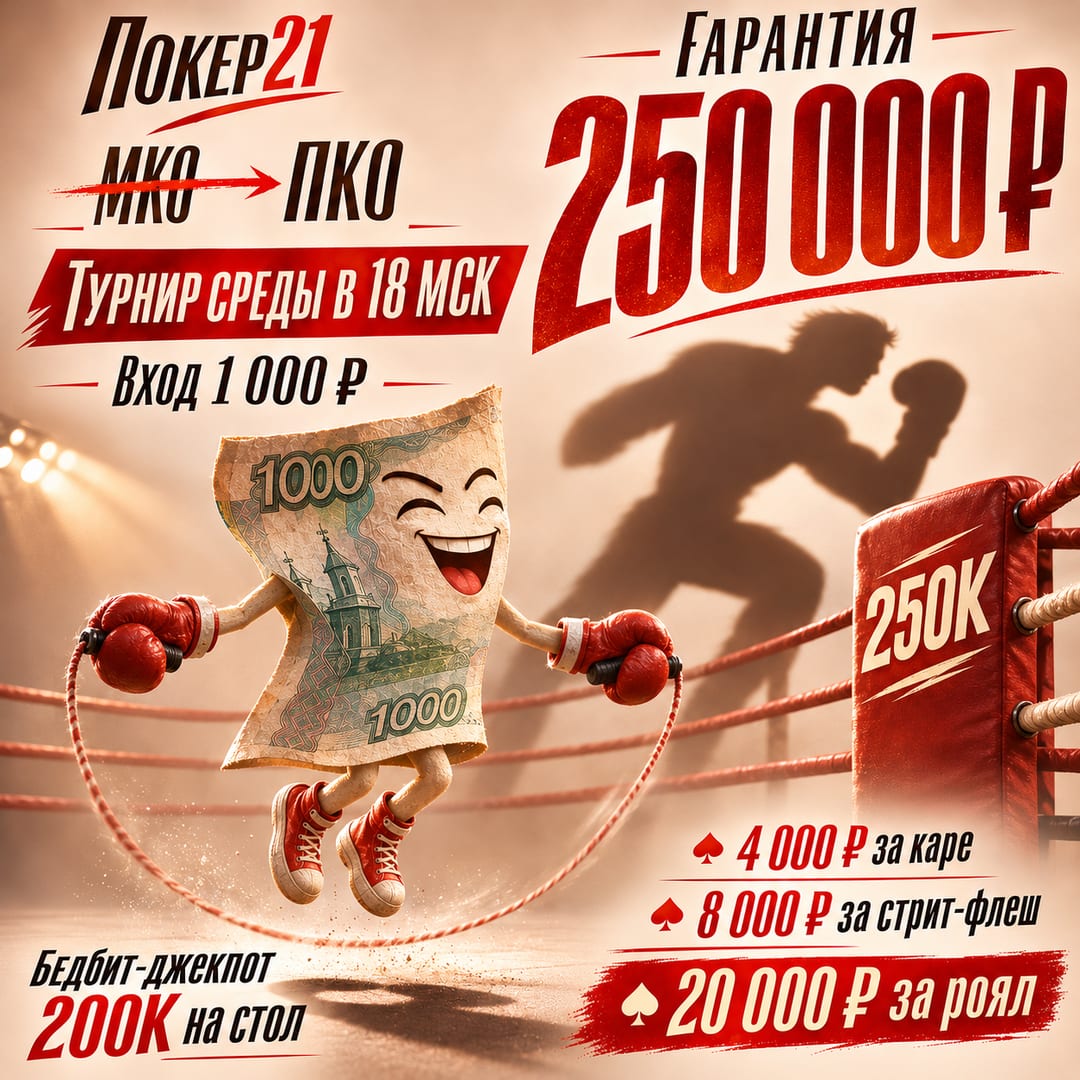 Покер21
МКО → ПКО
Турнир среды в 18 МСК
Вход 1 000 ₽
Гарантия
250 000 ₽
1000
1000
250K
♠ 4 000 ₽ за каре
♠ 8 000 ₽ за стрит-флеш
♠ 20 000 ₽ за роял
Бедбит-джекпот
200К на стол